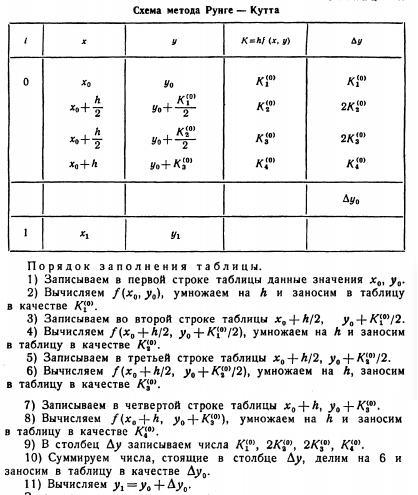 Схема метода Рунге — Кутта
i x y K=hf (x, y) Δy
0 x₀ y₀ K₁⁽⁰⁾ K₁⁽⁰⁾
x₀+h/2 y₀+K₁⁽⁰⁾/2 K₂⁽⁰⁾ 2K₂⁽⁰⁾
x₀+h/2 y₀+K₂⁽⁰⁾/2 K₃⁽⁰⁾ 2K₃⁽⁰⁾
x₀+h y₀+K₃⁽⁰⁾ K₄⁽⁰⁾ K₄⁽⁰⁾
Δy₀
1 x₁ y₁
Порядок заполнения таблицы.
1) Записываем в первой строке таблицы данные значения x₀, y₀.
2) Вычисляем f(x₀, y₀), умножаем на h и заносим в таблицу
в качестве K₁⁽⁰⁾.
3) Записываем во второй строке таблицы x₀+h/2, y₀+K₁⁽⁰⁾/2.
4) Вычисляем f(x₀+h/2, y₀+K₁⁽⁰⁾/2), умножаем на h и заносим
в таблицу в качестве K₂⁽⁰⁾.
5) Записываем в третьей строке таблицы x₀+h/2, y₀+K₂⁽⁰⁾/2.
6) Вычисляем f(x₀+h/2, y₀+K₂⁽⁰⁾/2), умножаем на h, заносим
в таблицу в качестве K₃⁽⁰⁾.
7) Записываем в четвертой строке таблицы x₀+h, y₀+K₃⁽⁰⁾.
8) Вычисляем f(x₀+h, y₀+K₃⁽⁰⁾), умножаем на h и заносим
в таблицу в качестве K₄⁽⁰⁾.
9) В столбец Δy записываем числа K₁⁽⁰⁾, 2K₂⁽⁰⁾, 2K₃⁽⁰⁾, K₄⁽⁰⁾.
10) Суммируем числа, стоящие в столбце Δy, делим на 6 и
заносим в таблицу в качестве Δy₀.
11) Вычисляем y₁=y₀+Δy₀.